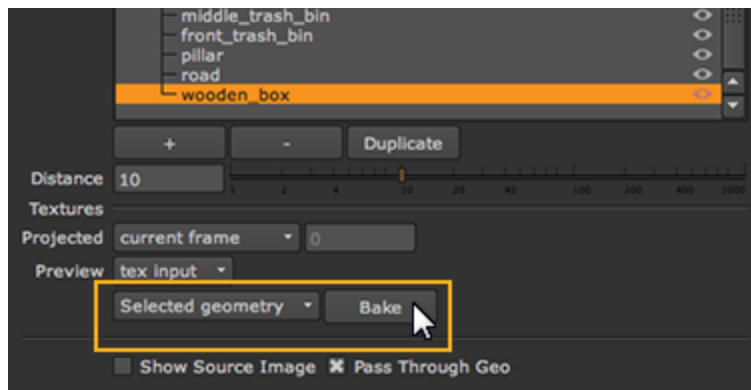 middle_trash_bin
front_trash_bin
pillar
road
wooden_box
+ - Duplicate
Distance 10 1 2 4 10 20 40 100 200 400 1000
Textures
Projected current frame 0
Preview tex input
Selected geometry Bake
Show Source Image Pass Through Geo